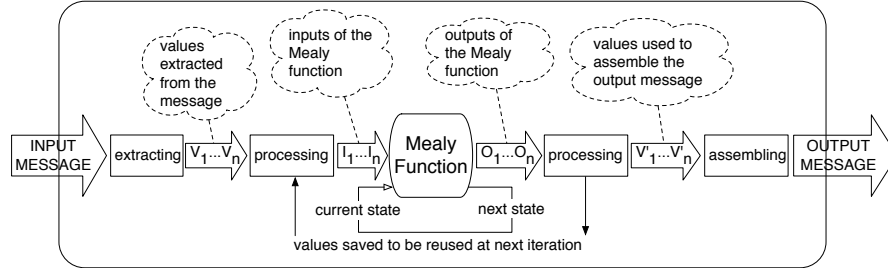 values
extracted
from the
message
inputs of the
Mealy
function
outputs of
the Mealy
function
values used to
assemble the
output message
INPUT
MESSAGE
extracting
V1...Vn
processing
I1...In
Mealy
Function
O1...On
processing
V'1...V'n
assembling
OUTPUT
MESSAGE
current state
next state
values saved to be reused at next iteration